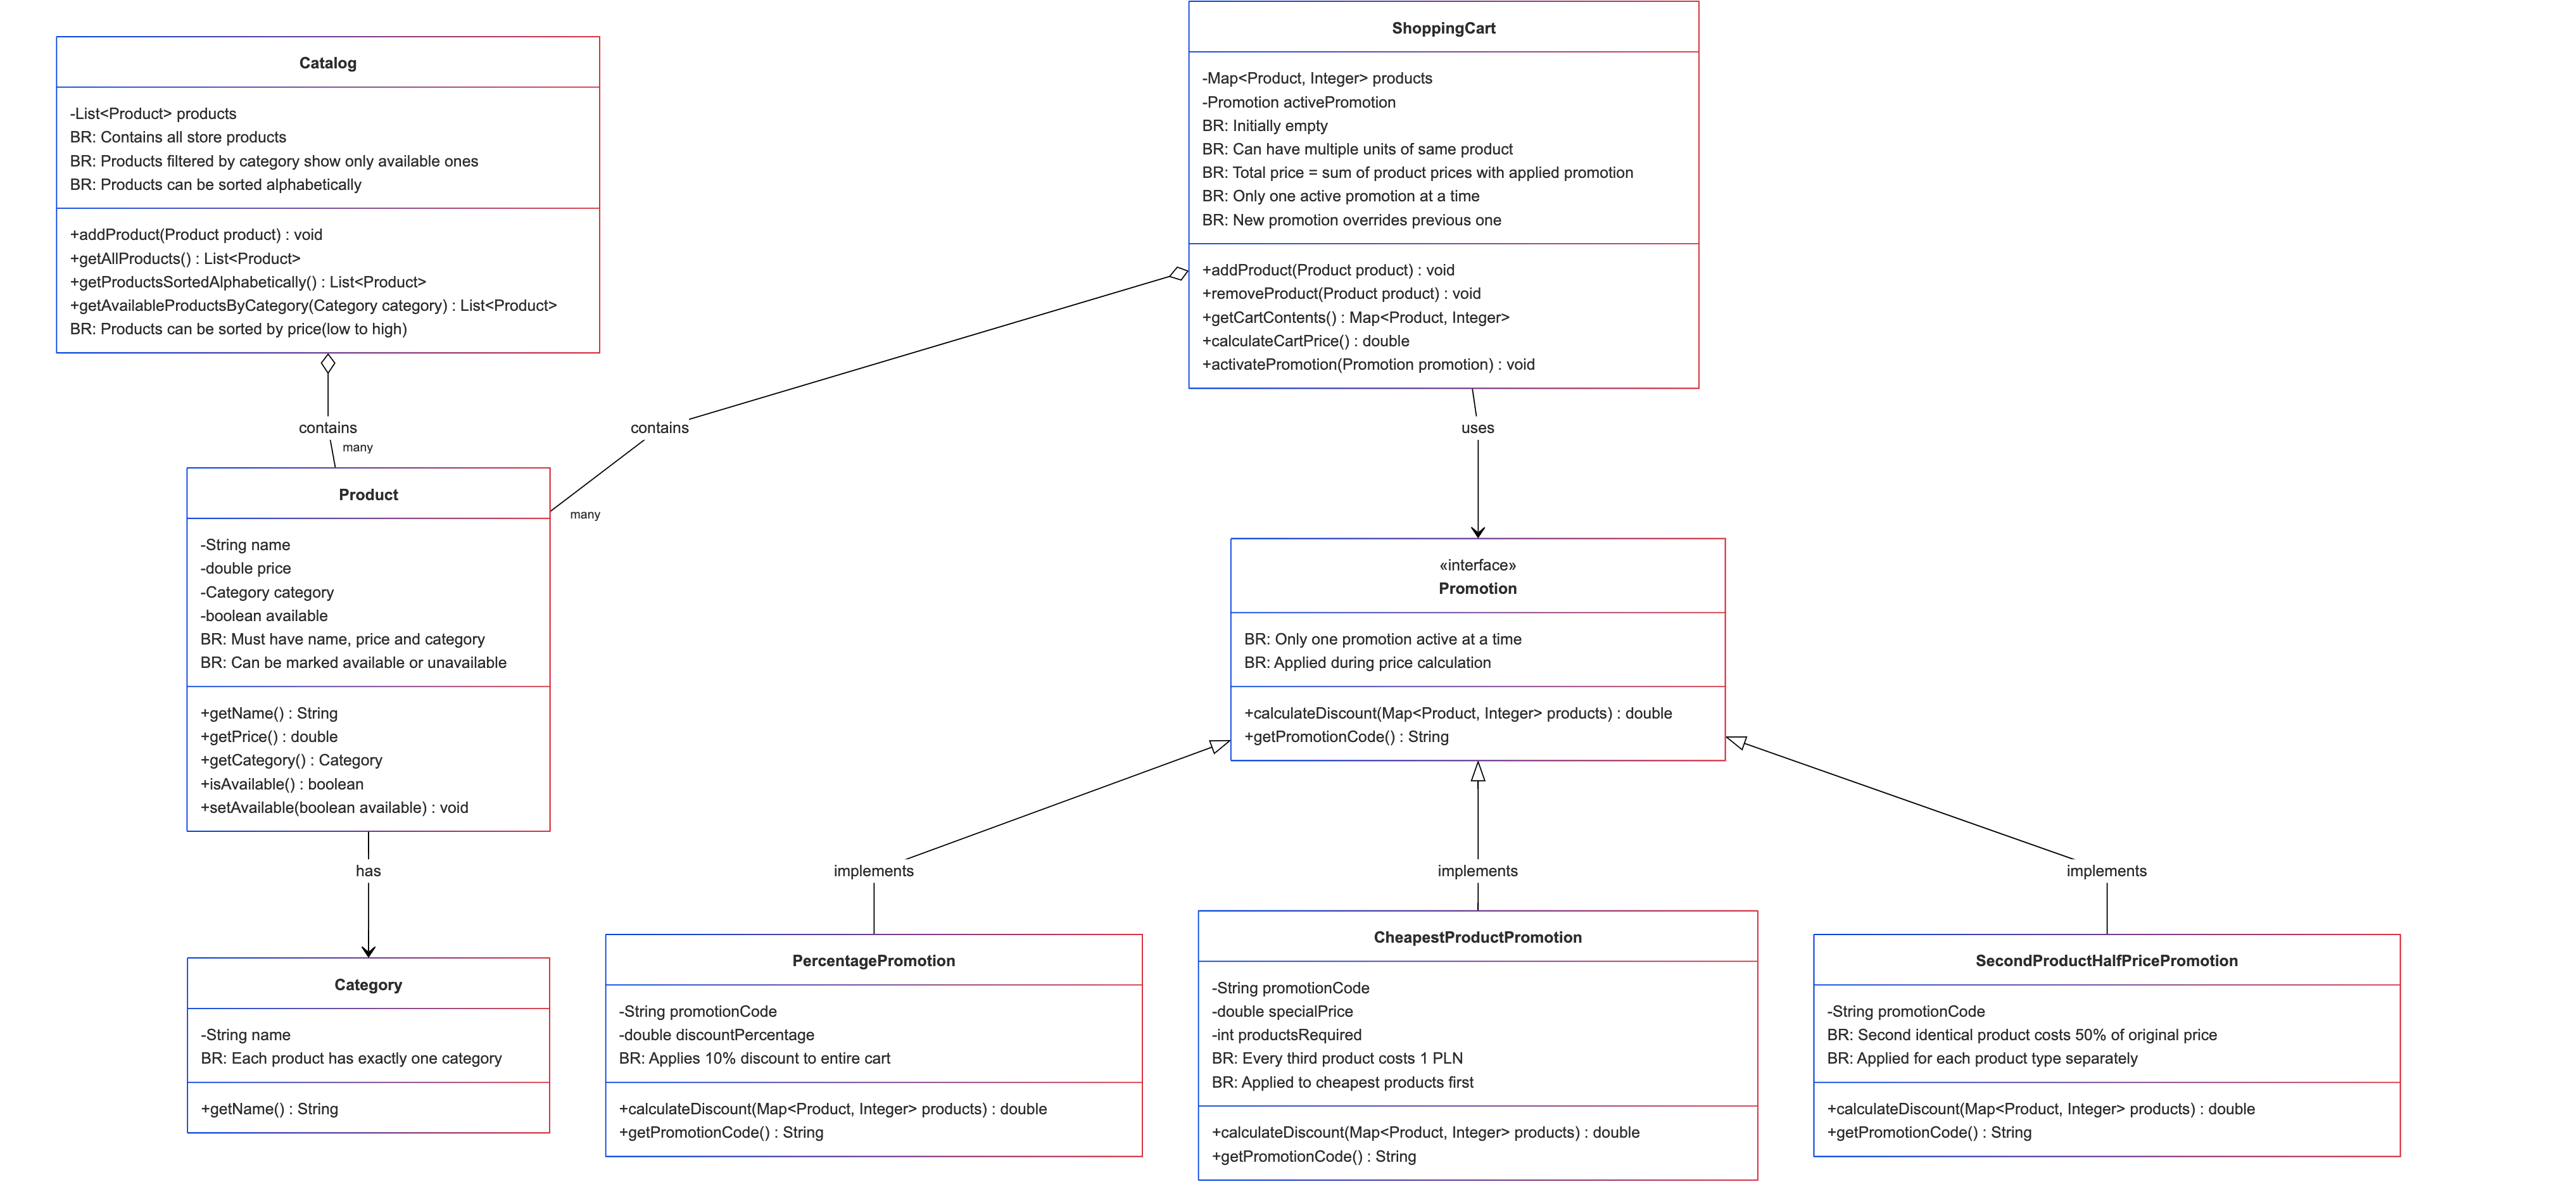 Catalog
-List<Product> products
BR: Contains all store products
BR: Products filtered by category show only available ones
BR: Products can be sorted alphabetically
+addProduct(Product product) : void
+getAllProducts() : List<Product>
+getProductsSortedAlphabetically() : List<Product>
+getAvailableProductsByCategory(Category category) : List<Product>
BR: Products can be sorted by price(low to high)
ShoppingCart
-Map<Product, Integer> products
-Promotion activePromotion
BR: Initially empty
BR: Can have multiple units of same product
BR: Total price = sum of product prices with applied promotion
BR: Only one active promotion at a time
BR: New promotion overrides previous one
+addProduct(Product product) : void
+removeProduct(Product product) : void
+getCartContents() : Map<Product, Integer>
+calculateCartPrice() : double
+activatePromotion(Promotion promotion) : void
contains
many
contains
many
uses
Product
-String name
-double price
-Category category
-boolean available
BR: Must have name, price and category
BR: Can be marked available or unavailable
+getName() : String
+getPrice() : double
+getCategory() : Category
+isAvailable() : boolean
+setAvailable(boolean available) : void
«interface»
Promotion
BR: Only one promotion active at a time
BR: Applied during price calculation
+calculateDiscount(Map<Product, Integer> products) : double
+getPromotionCode() : String
has
implements
implements
implements
Category
-String name
BR: Each product has exactly one category
+getName() : String
PercentagePromotion
-String promotionCode
-double discountPercentage
BR: Applies 10% discount to entire cart
+calculateDiscount(Map<Product, Integer> products) : double
+getPromotionCode() : String
CheapestProductPromotion
-String promotionCode
-double specialPrice
-int productsRequired
BR: Every third product costs 1 PLN
BR: Applied to cheapest products first
+calculateDiscount(Map<Product, Integer> products) : double
+getPromotionCode() : String
SecondProductHalfPricePromotion
-String promotionCode
BR: Second identical product costs 50% of original price
BR: Applied for each product type separately
+calculateDiscount(Map<Product, Integer> products) : double
+getPromotionCode() : String